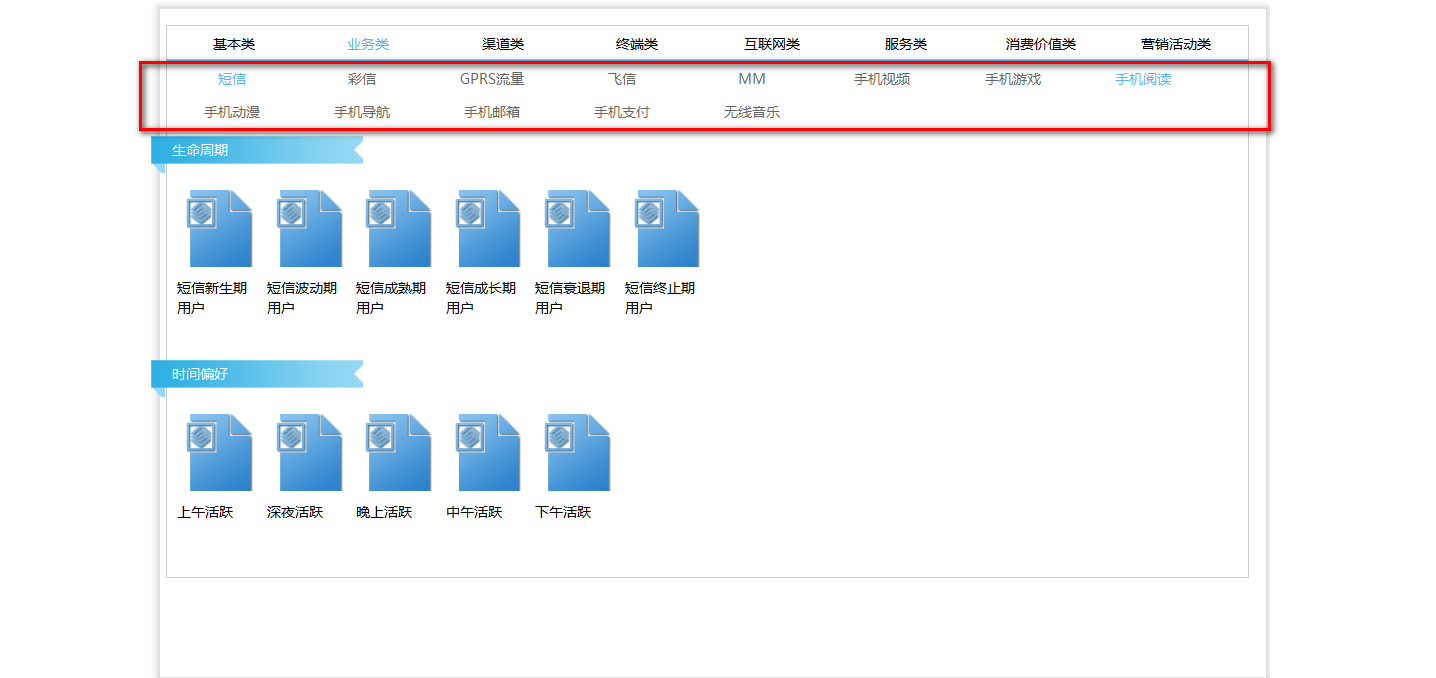 基本类 业务类 渠道类 终端类 互联网类 服务类 消费价值类 营销活动类
短信 彩信 GPRS流量 飞信 MM 手机视频 手机游戏 手机阅读
手机动漫 手机导航 手机邮箱 手机支付 无线音乐
生命周期
短信新生期 短信波动期 短信成熟期 短信成长期 短信衰退期 短信终止期
用户 用户 用户 用户 用户 用户
时间偏好
上午活跃 深夜活跃 晚上活跃 中午活跃 下午活跃